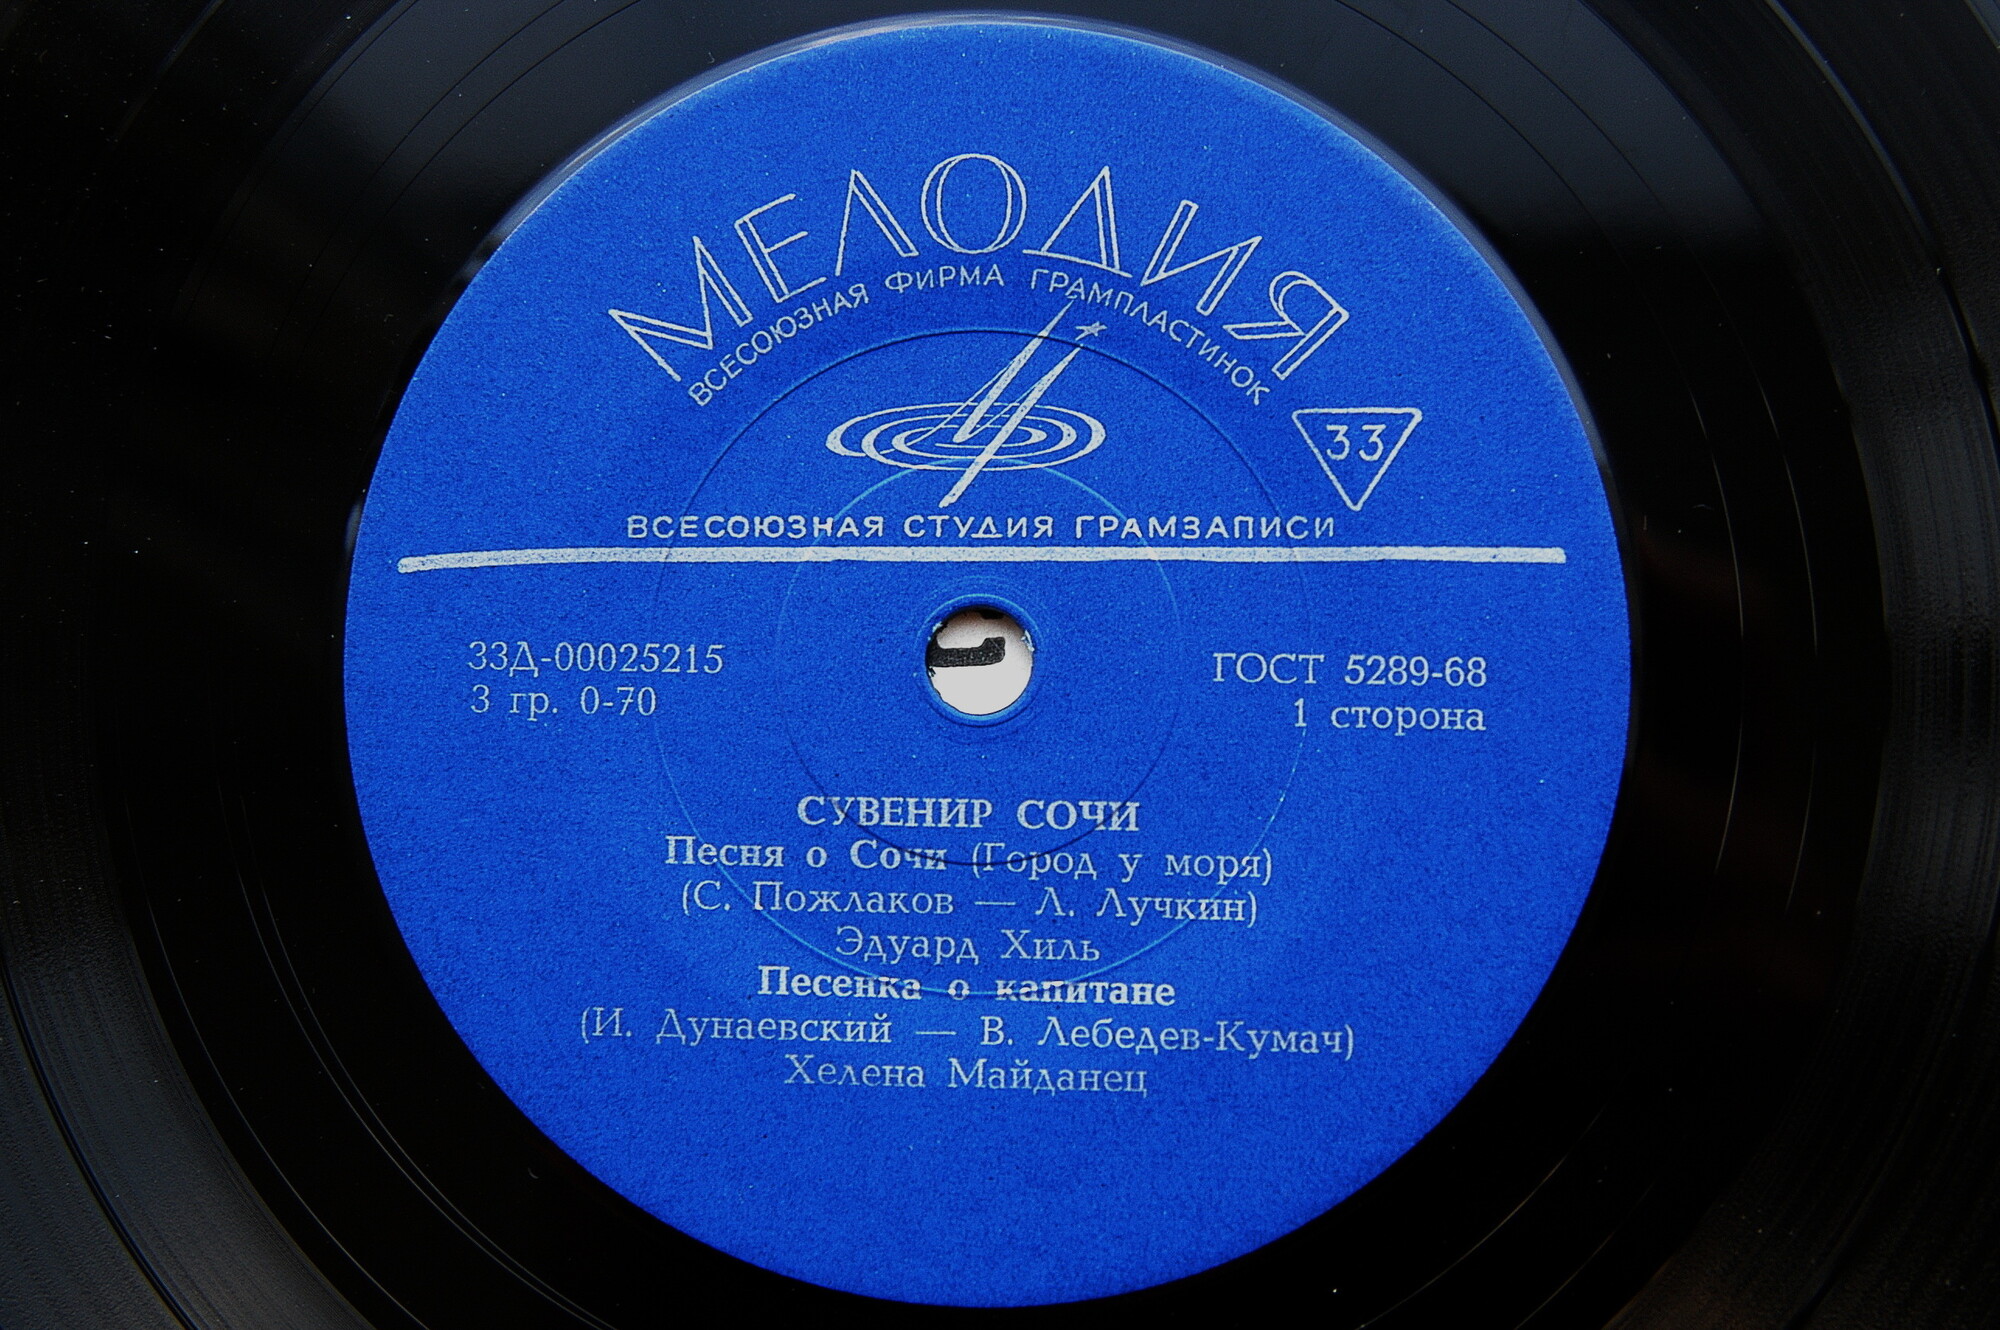 МЕЛОДИЯ
ВСЕСОЮЗНАЯ ФИРМА ГРАМПЛАСТИНОК
33
ВСЕСОЮЗНАЯ СТУДИЯ ГРАМЗАПИСИ
33Д-00025215
3 гр. 0-70
ГОСТ 5289-68
1 сторона
СУВЕНИР СОЧИ
Песня о Сочи (Город у моря)
(С. Пожлаков — Л. Лучкин)
Эдуард Хиль
Песенка о капитане
(И. Дунаевский — В. Лебедев-Кумач)
Хелена Майданец